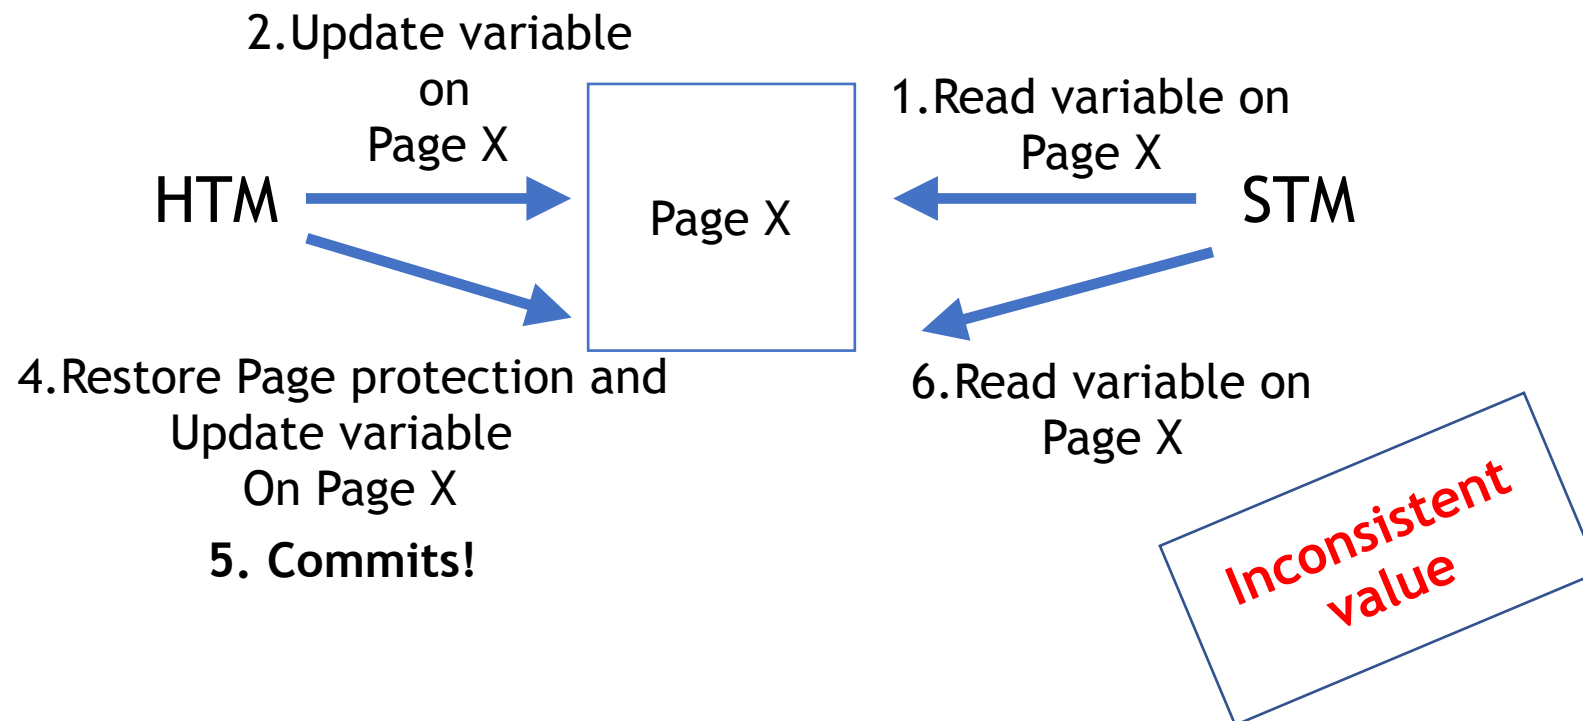 2.Update variable
on
Page X
1.Read variable on
Page X
HTM
Page X
STM
4.Restore Page protection and
Update variable
On Page X
5. Commits!
6.Read variable on
Page X
Inconsistent
value